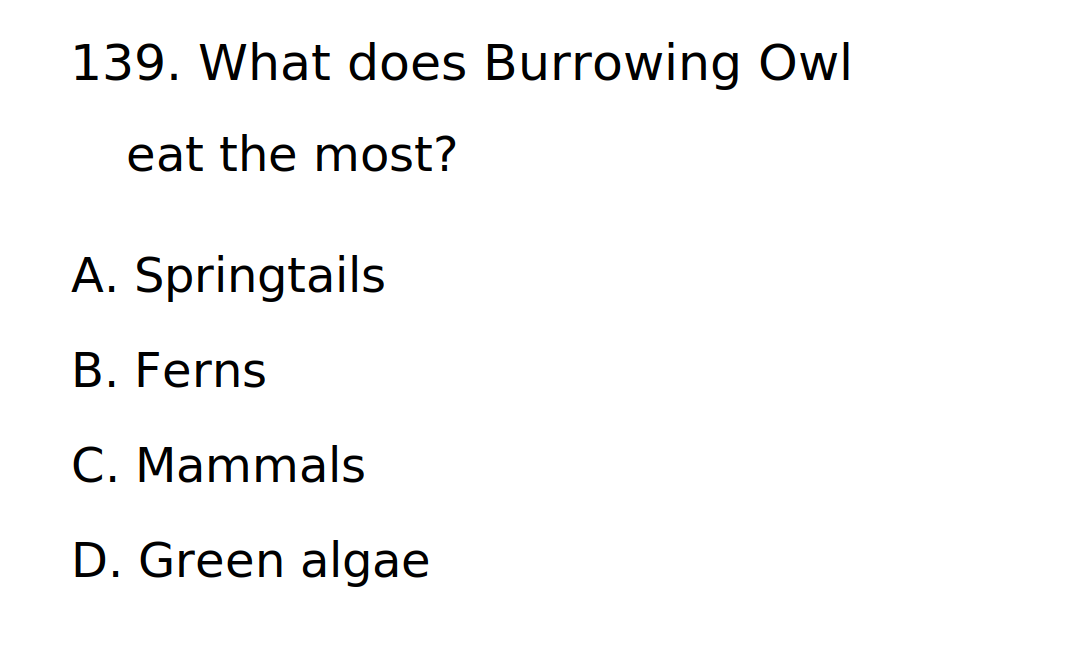 139. What does Burrowing Owl
eat the most?
A. Springtails
B. Ferns
C. Mammals
D. Green algae